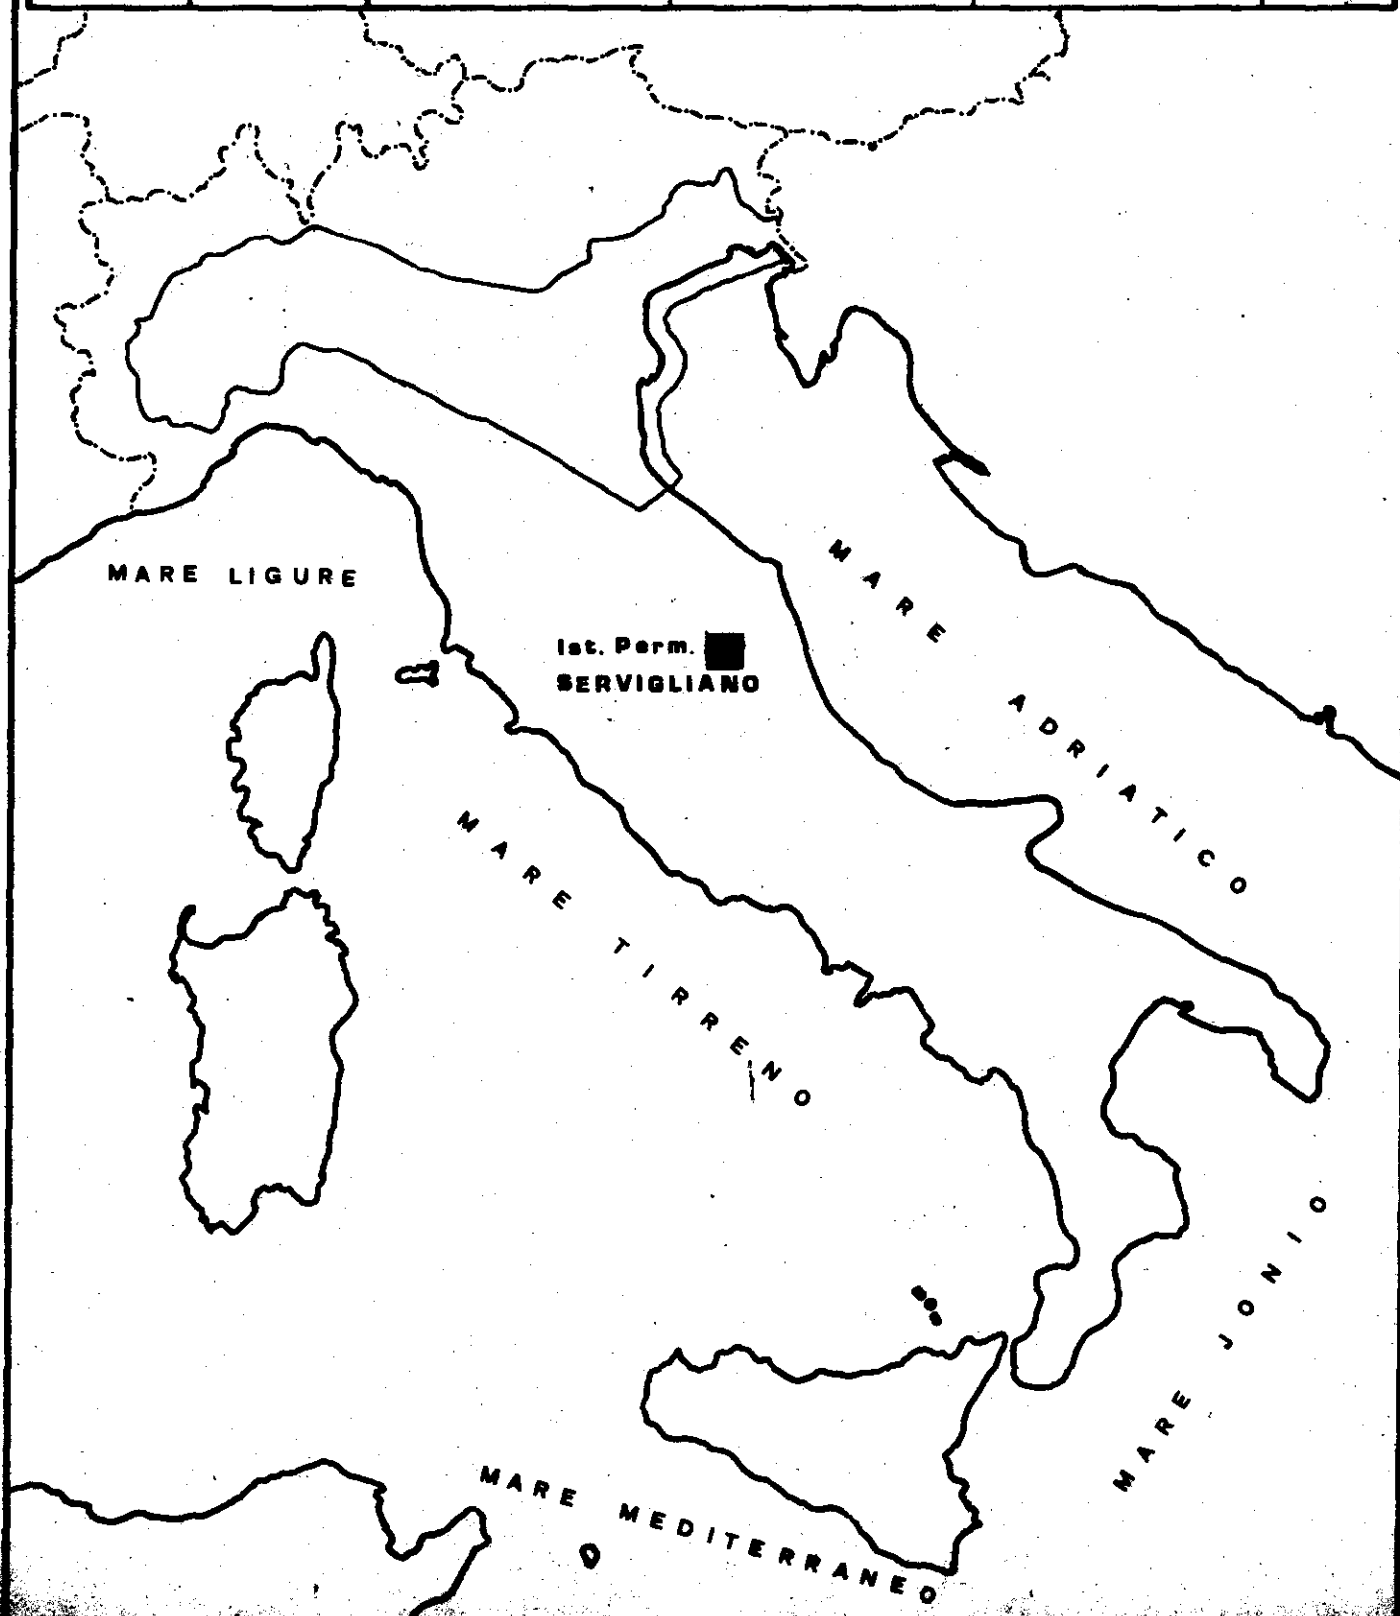 MARE LIGURE
Ist. Perm.
SERVIGLIANO
MARE ADRIATICO
MARE TIRRENO
MARE JONIO
MARE MEDITERRANEO